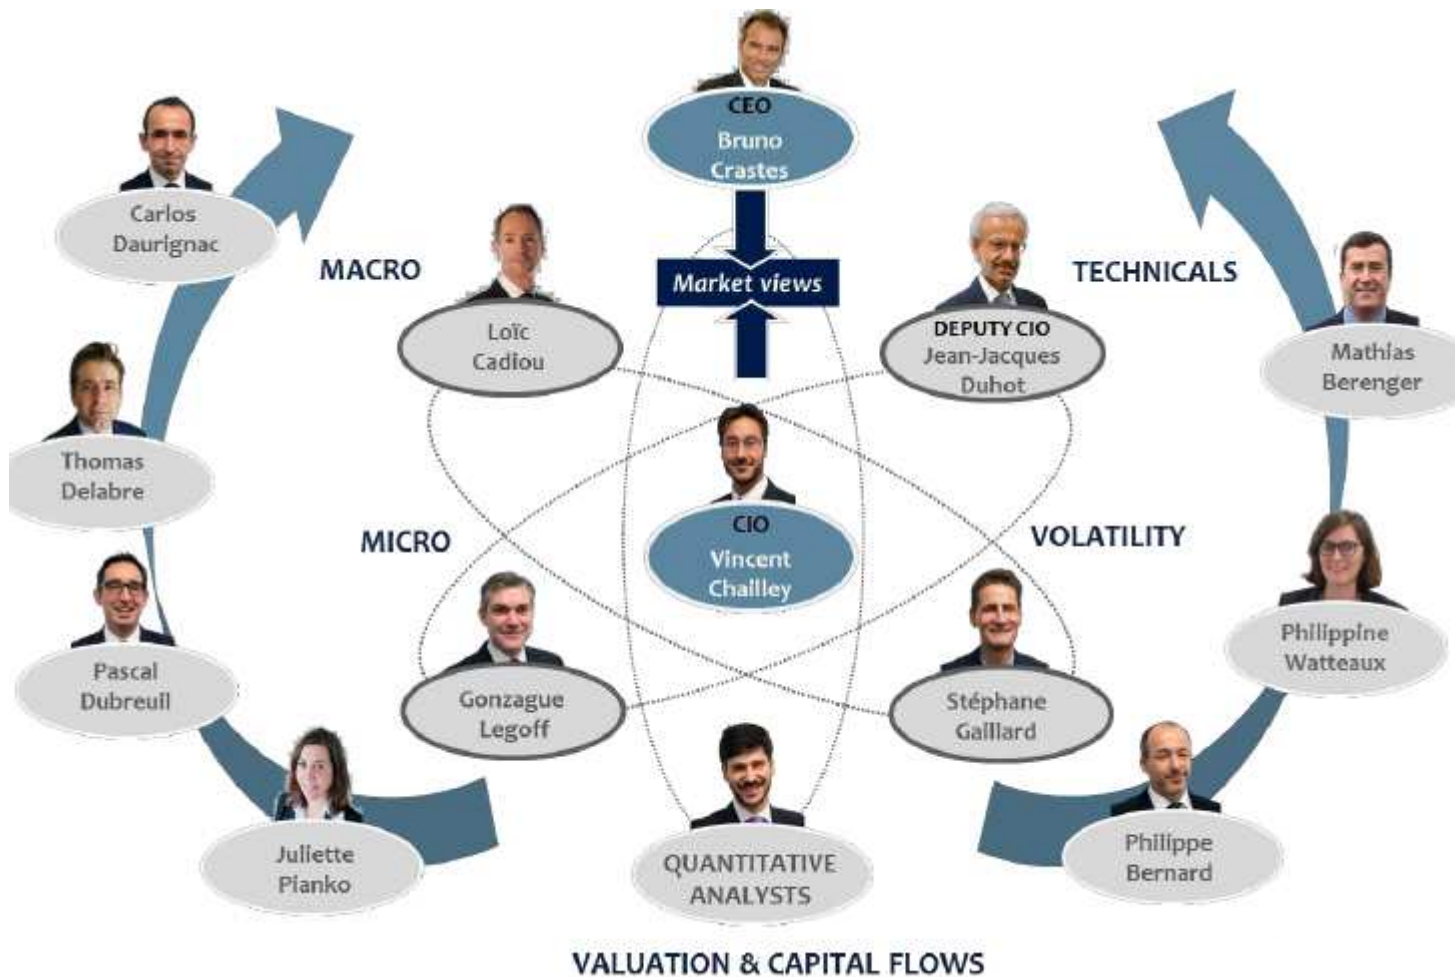 CEO
Bruno
Crastes
Carlos
Daurignac
MACRO
Loïc
Cadiou
Market views
DEPUTY CIO
Jean-Jacques
Duhot
TECHNICALS
Mathias
Berenger
Thomas
Delabre
MICRO
CIO
Vincent
Chailley
VOLATILITY
Philippine
Watteaux
Pascal
Dubreuil
Gonzague
Legoff
Stéphane
Gaillard
Juliette
Pianko
QUANTITATIVE
ANALYSTS
Philippe
Bernard
VALUATION & CAPITAL FLOWS